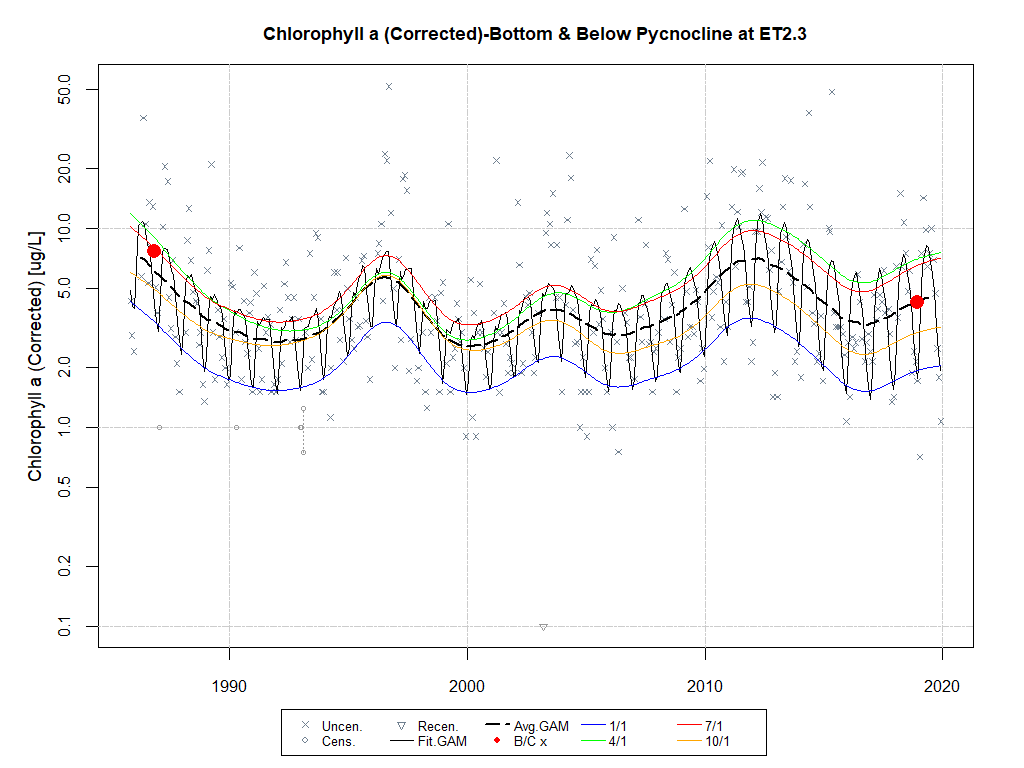 Chlorophyll a (Corrected)-Bottom & Below Pycnocline at ET2.3
Chlorophyll a (Corrected) [ug/L]
50.0
20.0
10.0
5.0
2.0
1.0
0.5
0.2
0.1
1990 2000 2010 2020
Uncen. Recen. Avg.GAM 1/1 7/1
Cens. Fit.GAM B/C x 4/1 10/1